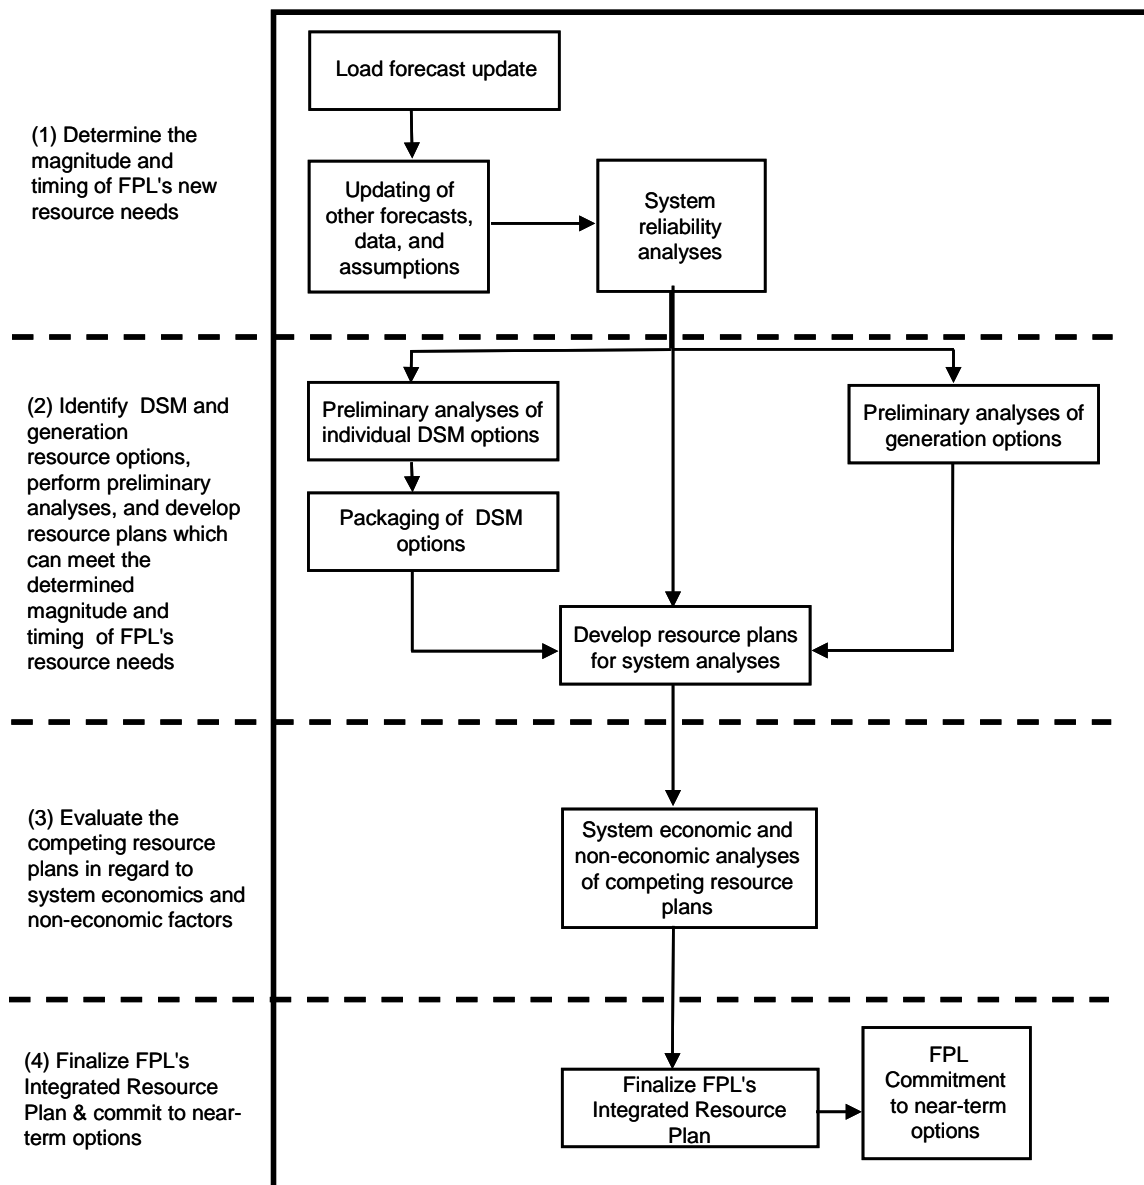 Load forecast update
(1) Determine the
magnitude and
timing of FPL's new
resource needs
Updating of
other forecasts,
data, and
assumptions
System
reliability
analyses
(2) Identify DSM and
generation
resource options,
perform preliminary
analyses, and develop
resource plans which
can meet the
determined
magnitude and
timing of FPL's
resource needs
Preliminary analyses of
individual DSM options
Preliminary analyses of
generation options
Packaging of DSM
options
Develop resource plans
for system analyses
(3) Evaluate the
competing resource
plans in regard to
system economics and
non-economic factors
System economic and
non-economic analyses
of competing resource
plans
(4) Finalize FPL's
Integrated Resource
Plan & commit to near-
term options
Finalize FPL's
Integrated Resource
Plan
FPL
Commitment
to near-term
options